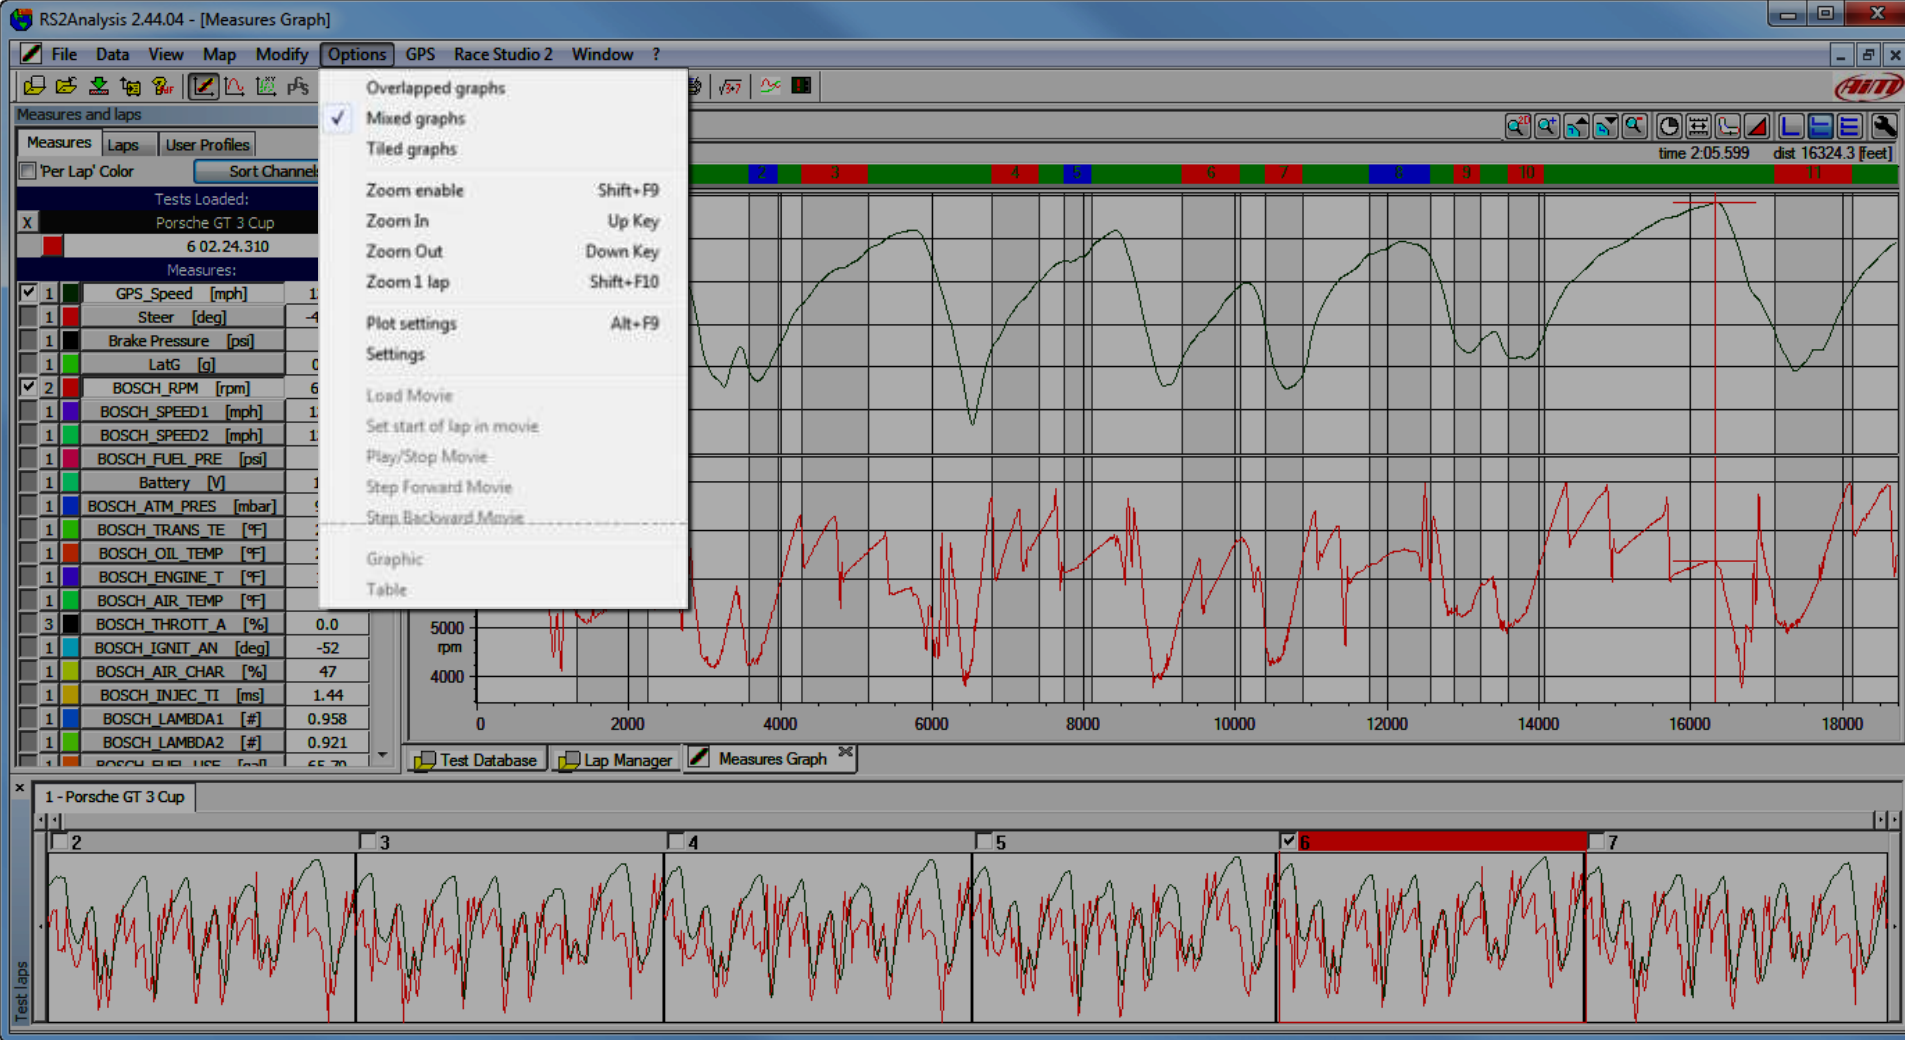 RS2Analysis 2.44.04 - [Measures Graph]
File Data View Map Modify Options GPS Race Studio 2 Window ?
AiM
Measures and laps
Measures Laps User Profiles
'Per Lap' Color Sort Channels
Tests Loaded:
X Porsche GT 3 Cup
6 02.24.310
Measures:
1 GPS_Speed [mph]
1 Steer [deg] -4
1 Brake Pressure [psi]
1 LatG [g] 0
2 BOSCH_RPM [rpm] 6
1 BOSCH_SPEED1 [mph]
1 BOSCH_SPEED2 [mph]
1 BOSCH_FUEL_PRE [psi]
1 Battery [V]
1 BOSCH_ATM_PRES [mbar]
1 BOSCH_TRANS_TE [°F]
1 BOSCH_OIL_TEMP [°F]
1 BOSCH_ENGINE_T [°F]
1 BOSCH_AIR_TEMP [°F]
3 BOSCH_THROTT_A [%] 0.0
1 BOSCH_IGNIT_AN [deg] -52
1 BOSCH_AIR_CHAR [%] 47
1 BOSCH_INJEC_TI [ms] 1.44
1 BOSCH_LAMBDA1 [#] 0.958
1 BOSCH_LAMBDA2 [#] 0.921
1 BOSCH_FUEL_USE [gal] 65.70
Overlapped graphs
Mixed graphs
Tiled graphs
Zoom enable Shift+F9
Zoom In Up Key
Zoom Out Down Key
Zoom 1 lap Shift+F10
Plot settings Alt+F9
Settings
Load Movie
Set start of lap in movie
Play/Stop Movie
Step Forward Movie
Step Backward Movie
Graphic
Table
time 2:05.599 dist 16324.3 [feet]
2 3 4 5 6 7 8 9 10 11
5000
rpm
4000
0 2000 4000 6000 8000 10000 12000 14000 16000 18000
Test Database Lap Manager Measures Graph
1 - Porsche GT 3 Cup
2 3 4 5 6 7
Test laps